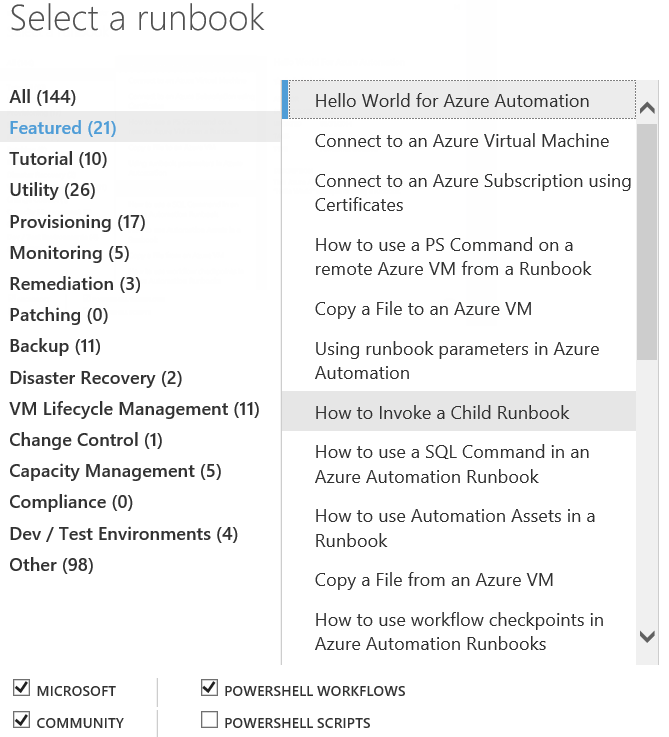 Select a runbook
All (144)
Featured (21)
Tutorial (10)
Utility (26)
Provisioning (17)
Monitoring (5)
Remediation (3)
Patching (0)
Backup (11)
Disaster Recovery (2)
VM Lifecycle Management (11)
Change Control (1)
Capacity Management (5)
Compliance (0)
Dev / Test Environments (4)
Other (98)
Hello World for Azure Automation
Connect to an Azure Virtual Machine
Connect to an Azure Subscription using
Certificates
How to use a PS Command on a
remote Azure VM from a Runbook
Copy a File to an Azure VM
Using runbook parameters in Azure
Automation
How to Invoke a Child Runbook
How to use a SQL Command in an
Azure Automation Runbook
How to use Automation Assets in a
Runbook
Copy a File from an Azure VM
How to use workflow checkpoints in
Azure Automation Runbooks
MICROSOFT
COMMUNITY
POWERSHELL WORKFLOWS
POWERSHELL SCRIPTS